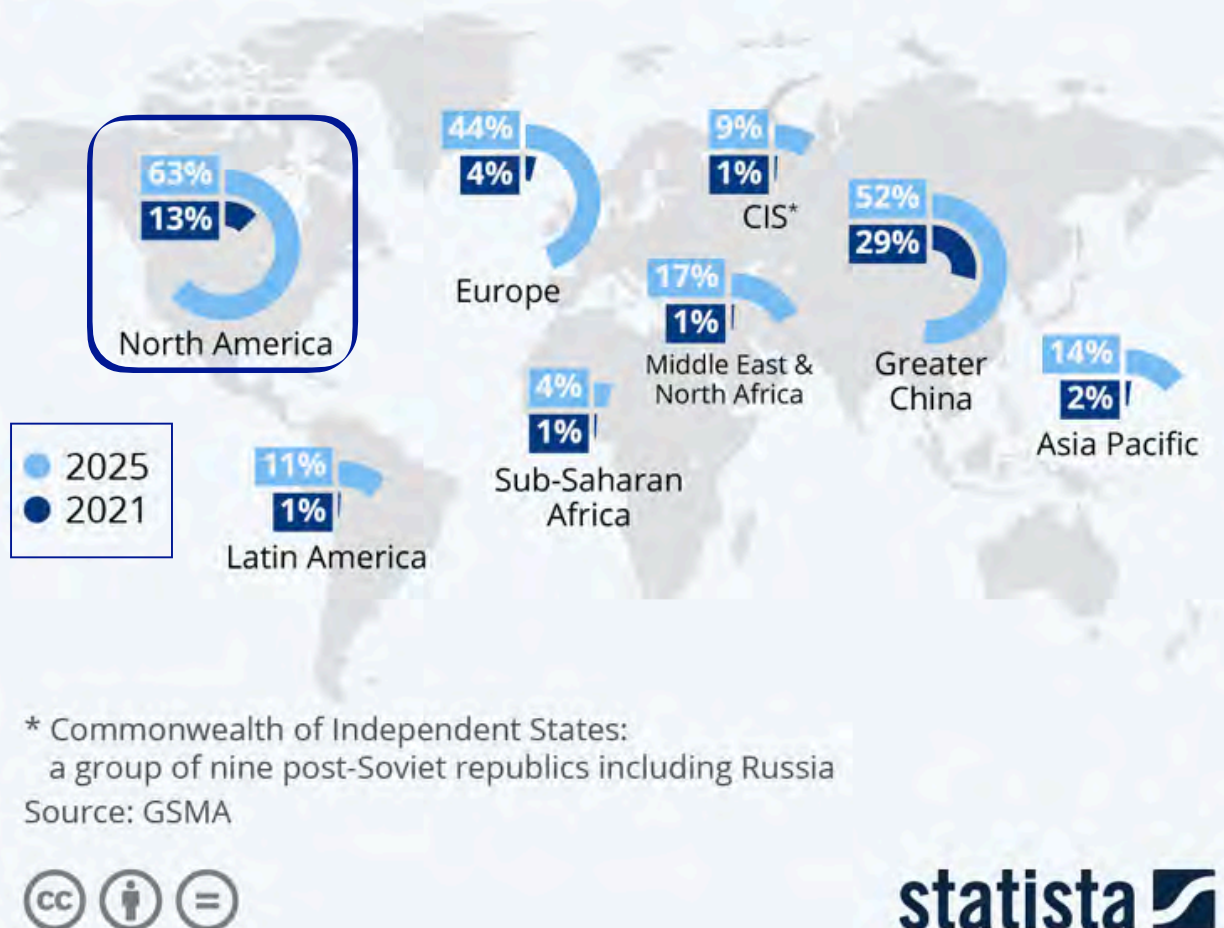 63%
13%
North America
44%
4%
Europe
9%
1%
CIS*
52%
29%
Greater
China
17%
1%
Middle East &
North Africa
14%
2%
Asia Pacific
4%
1%
Sub-Saharan
Africa
11%
1%
Latin America
2025
2021
* Commonwealth of Independent States:
a group of nine post-Soviet republics including Russia
Source: GSMA
cc
statista